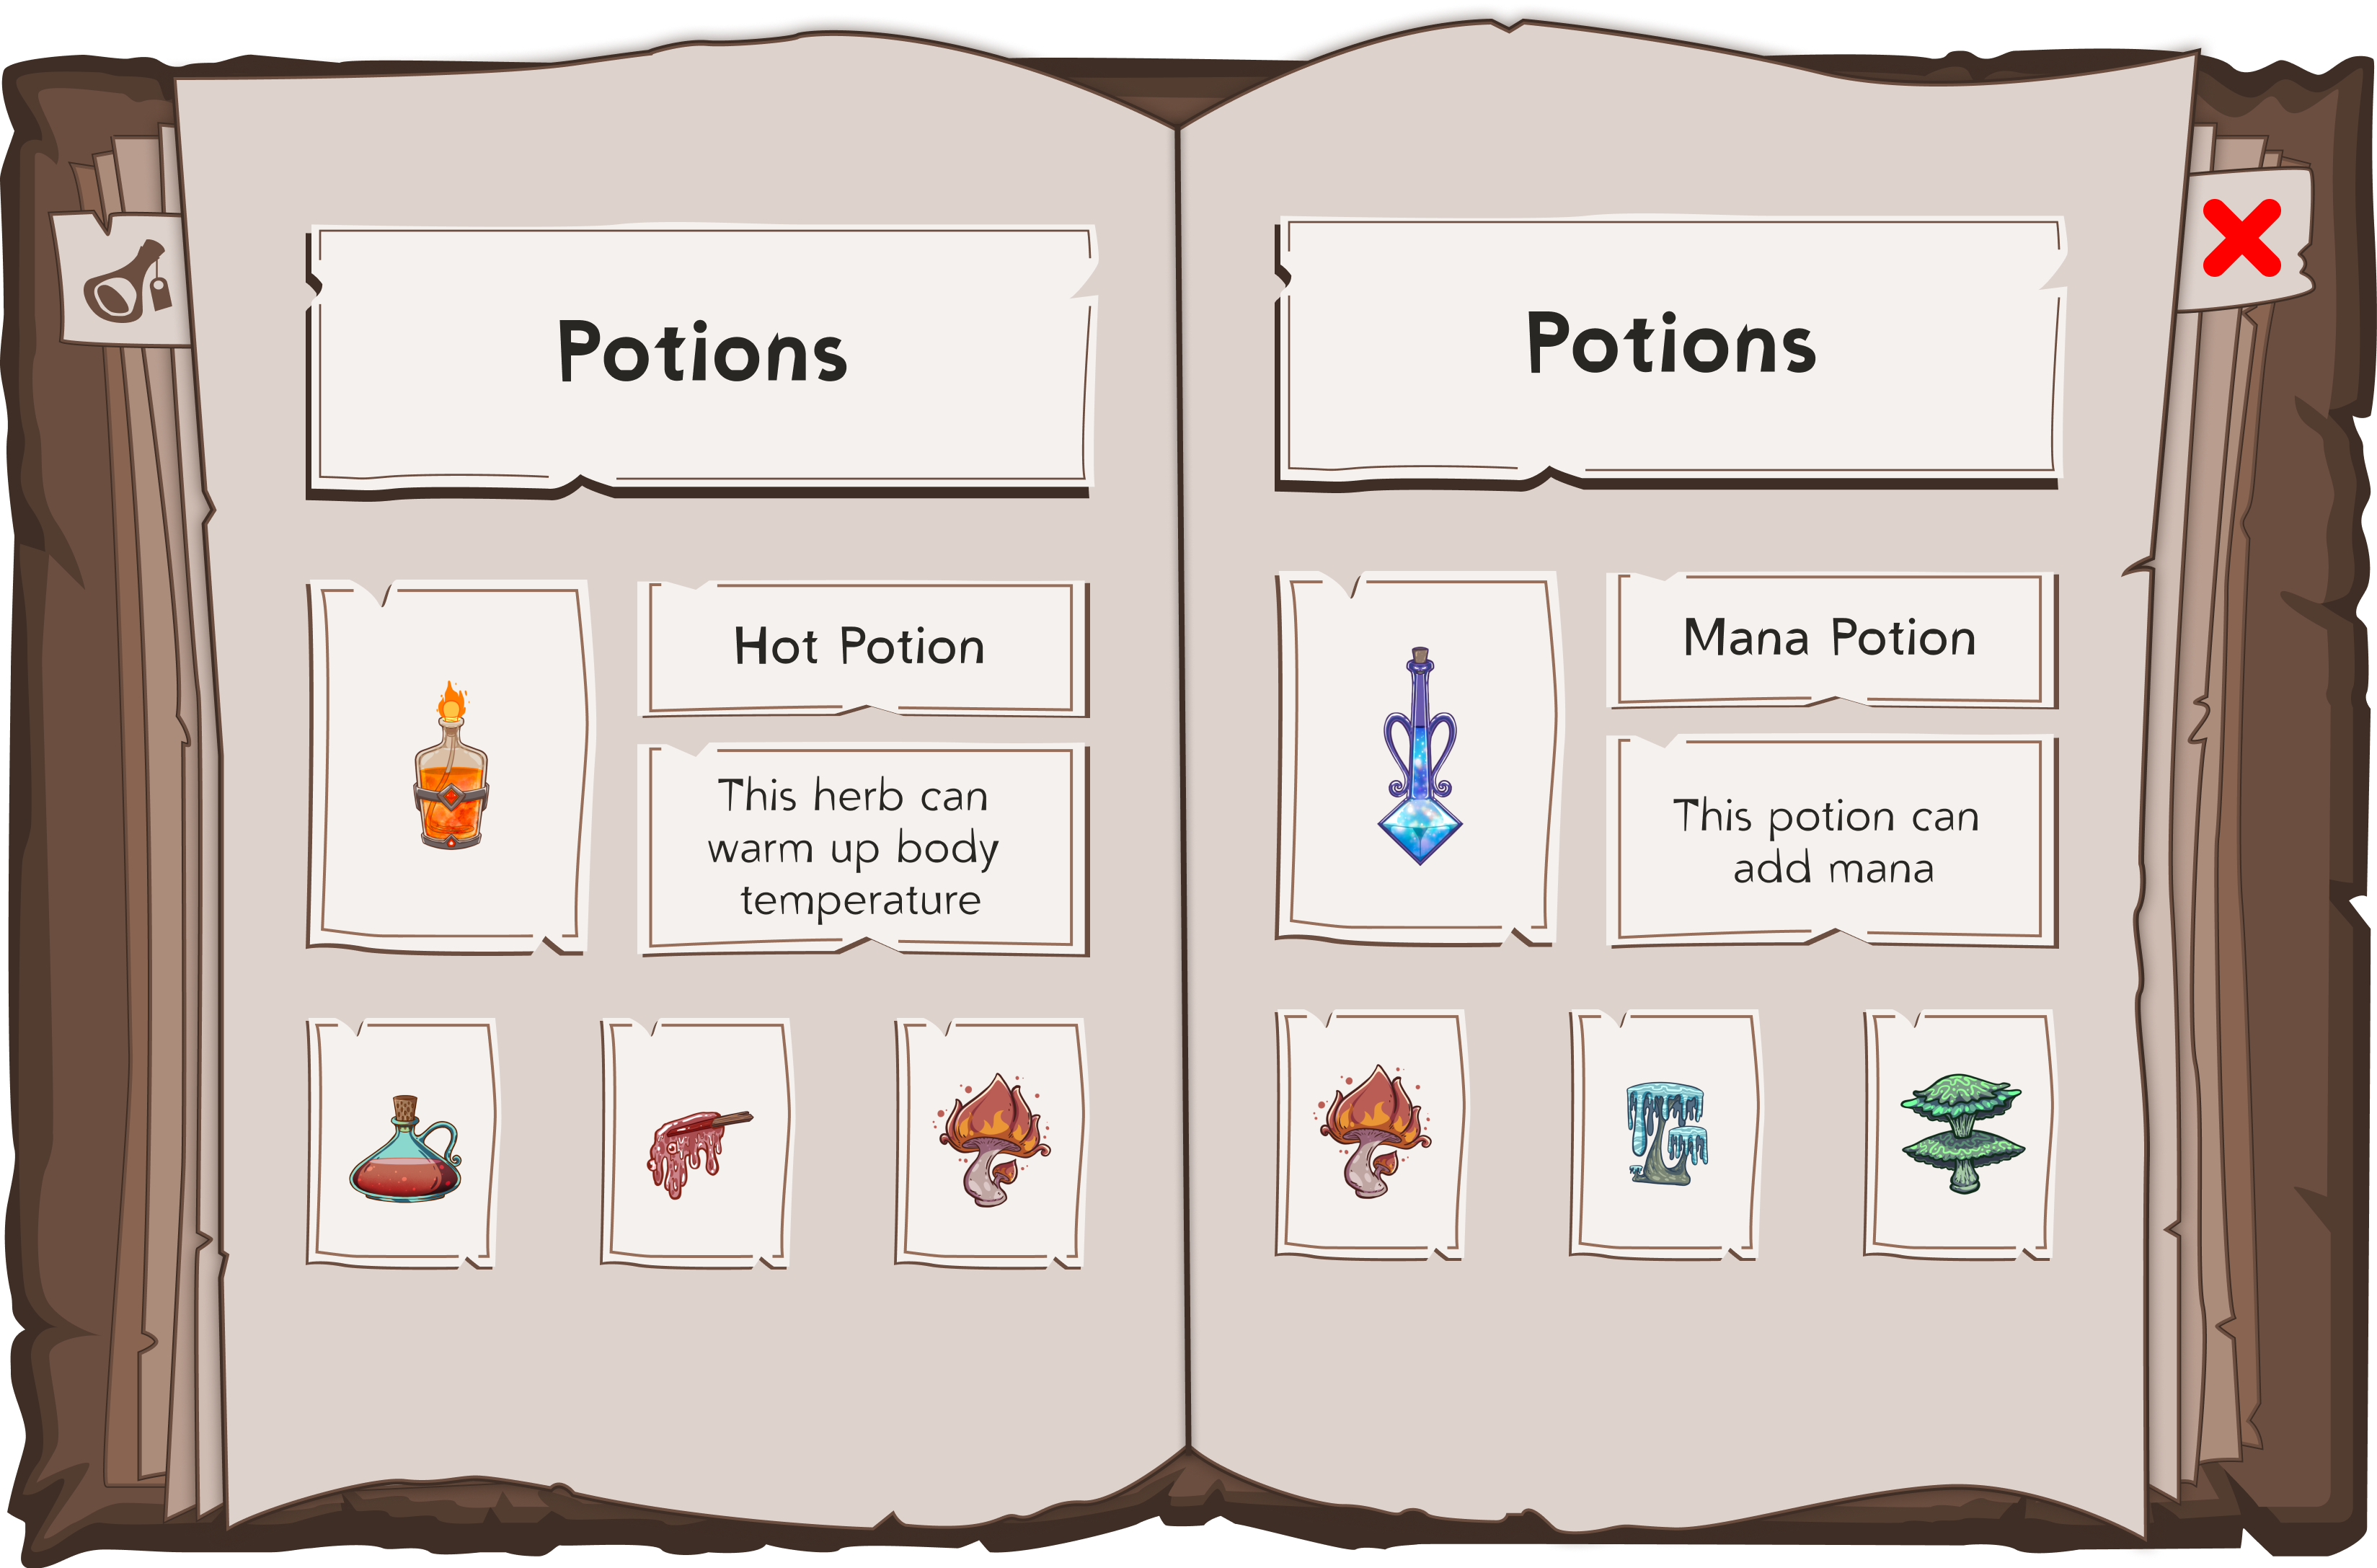 Potions
Hot Potion
This herb can
warm up body
temperature
Potions
Mana Potion
This potion can
add mana